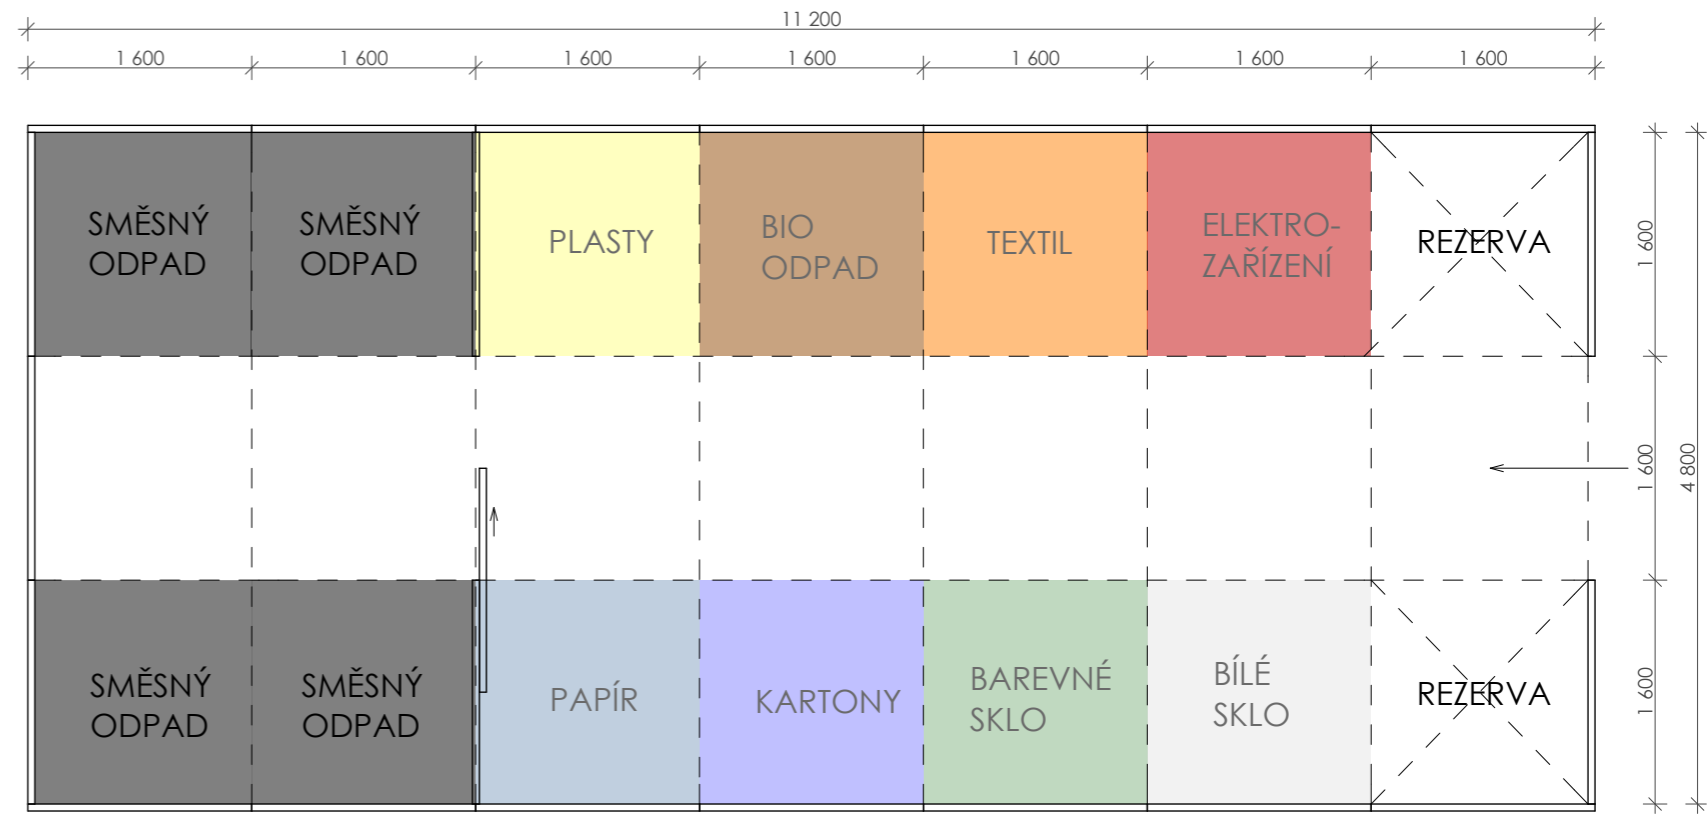 11 200
1 600
1 600
1 600
1 600
1 600
1 600
1 600
SMĚSNÝ
ODPAD
SMĚSNÝ
ODPAD
PLASTY
BIO
ODPAD
TEXTIL
ELEKTRO-
ZAŘÍZENÍ
REZERVA
1 600
1 600
4 800
SMĚSNÝ
ODPAD
SMĚSNÝ
ODPAD
PAPÍR
KARTONY
BAREVNÉ
SKLO
BÍLÉ
SKLO
REZERVA
1 600